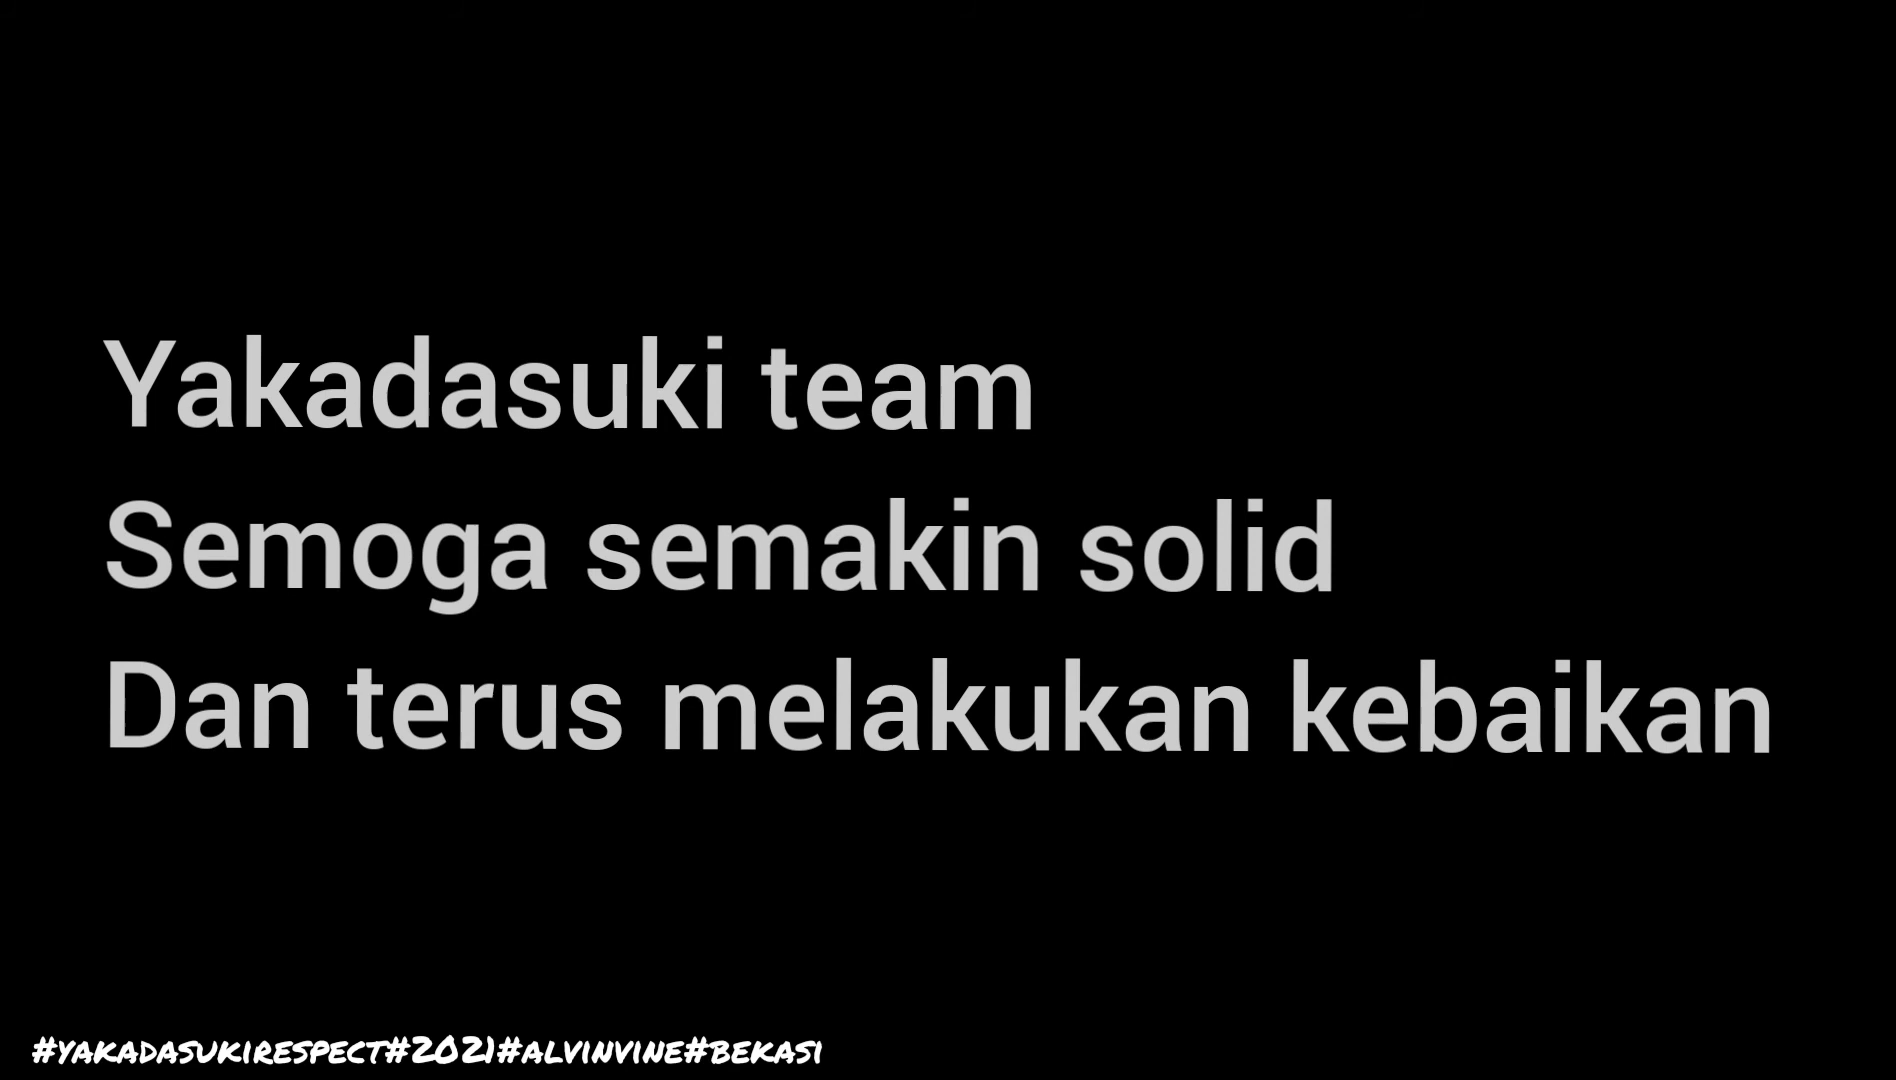 Yakadasuki team
Semoga semakin solid
Dan terus melakukan kebaikan
#YAKADASUKIRESPECT#2021#ALVINVINE#BEKASI